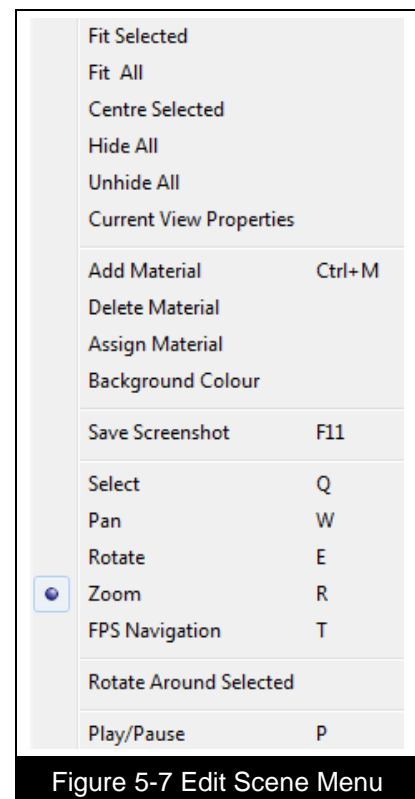 Fit Selected
Fit All
Centre Selected
Hide All
Unhide All
Current View Properties
Add Material Ctrl+M
Delete Material
Assign Material
Background Colour
Save Screenshot F11
Select Q
Pan W
Rotate E
Zoom R
FPS Navigation T
Rotate Around Selected
Play/Pause P
Figure 5-7 Edit Scene Menu